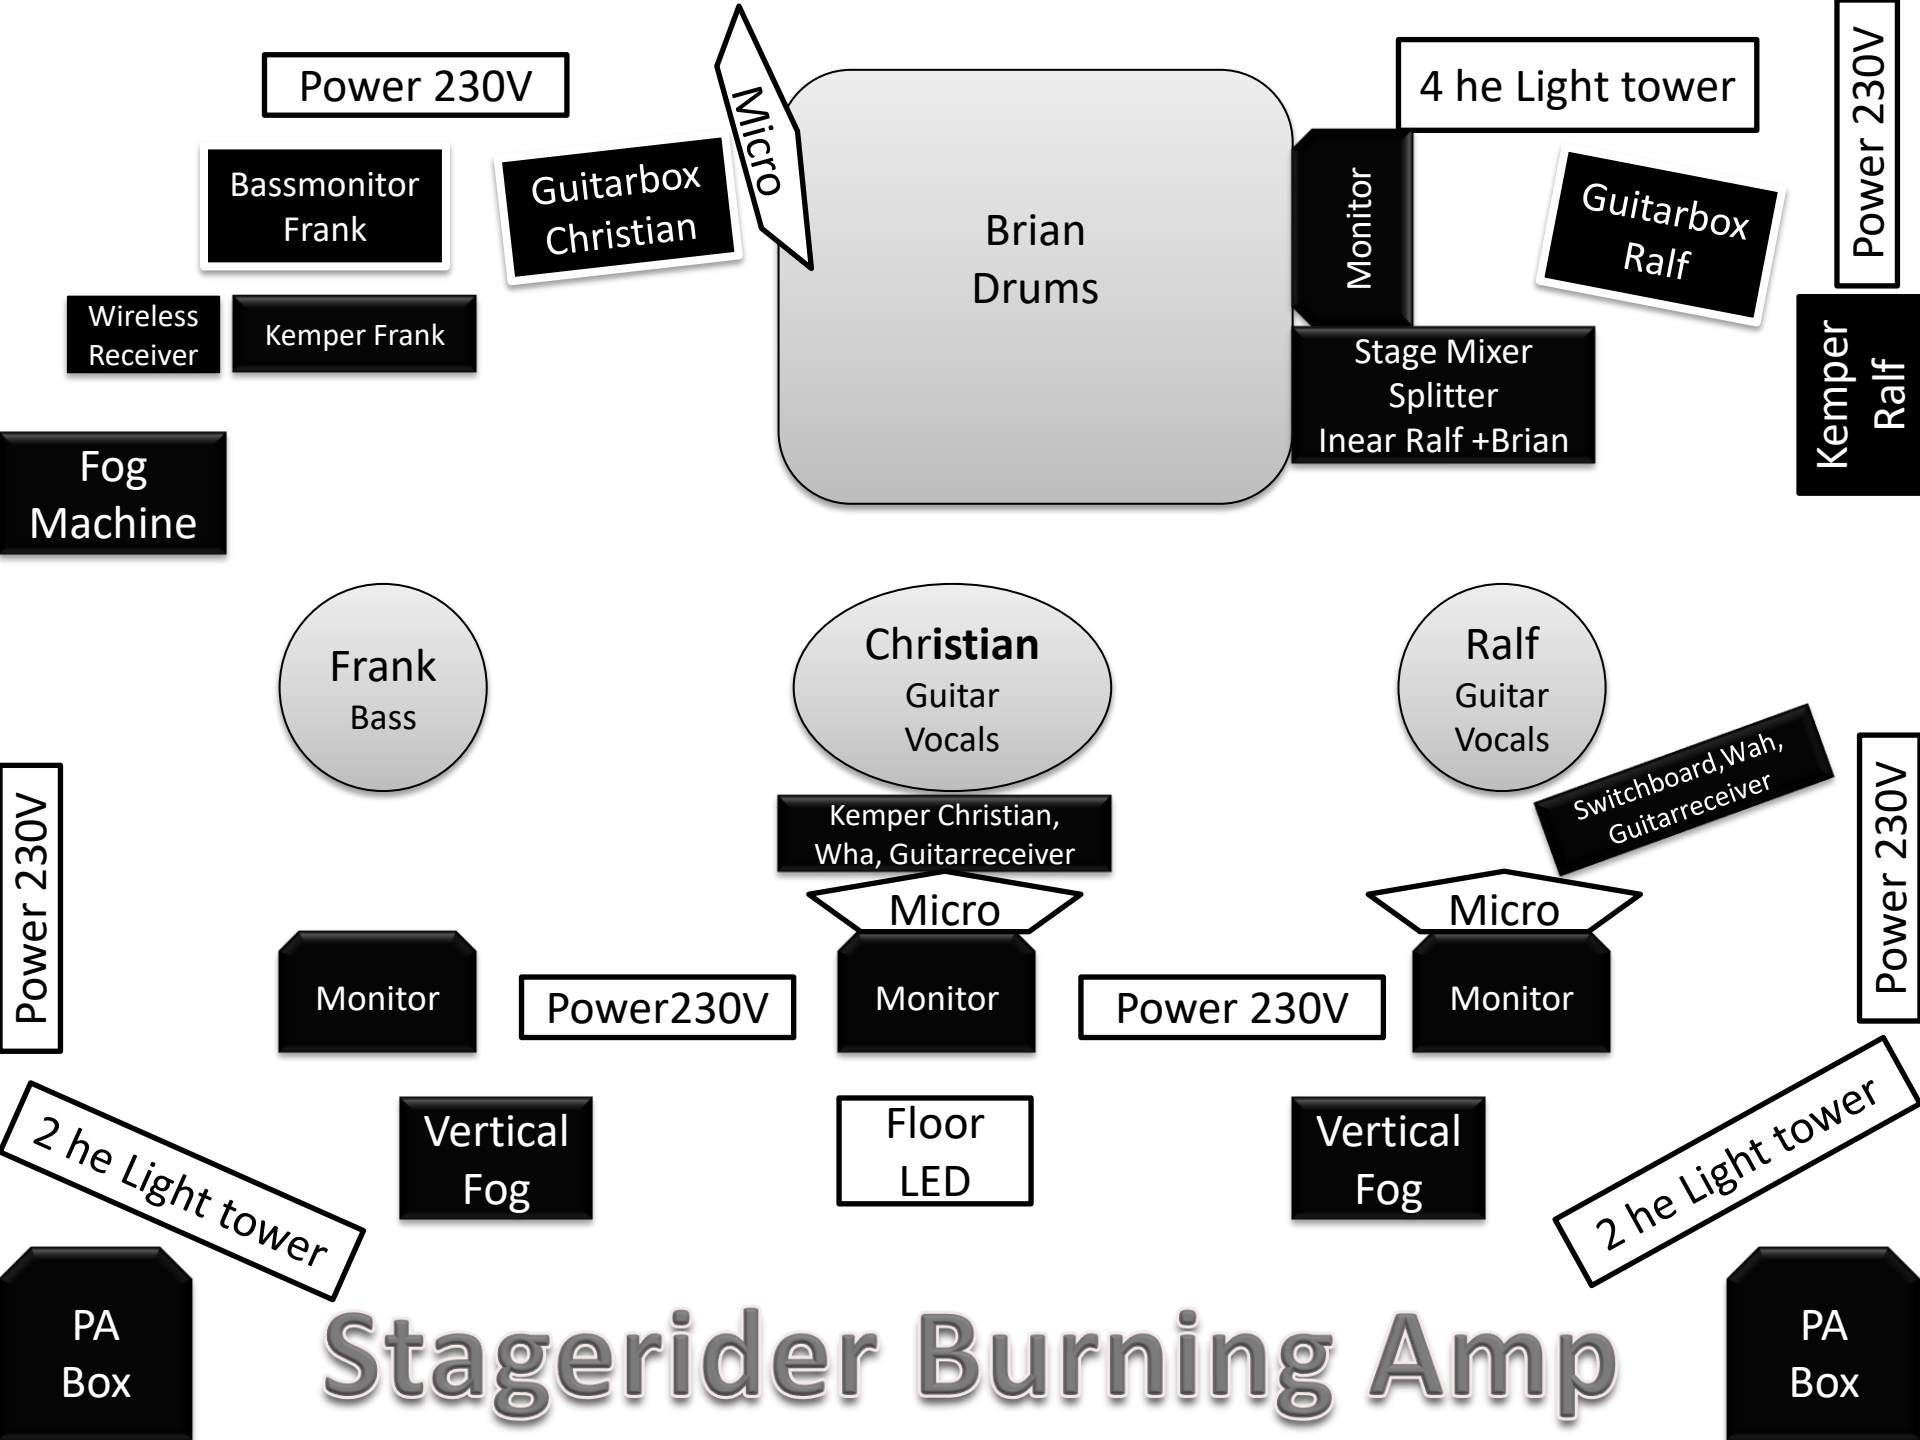 Power 230V
Micro
4 he Light tower
Power 230V
Bassmonitor
Frank
Guitarbox
Christian
Brian
Drums
Monitor
Guitarbox
Ralf
Wireless
Receiver
Kemper Frank
Stage Mixer
Splitter
Inear Ralf +Brian
Kemper
Ralf
Fog
Machine
Frank
Bass
Christian
Guitar
Vocals
Ralf
Guitar
Vocals
Switchboard,Wah,
Guitarreceiver
Power 230V
Kemper Christian,
Wha, Guitarreceiver
Power 230V
Micro
Micro
Monitor
Power230V
Monitor
Power 230V
Monitor
2 he Light tower
Vertical
Fog
Floor
LED
Vertical
Fog
2 he Light tower
PA
Box
Stagerider Burning Amp
PA
Box